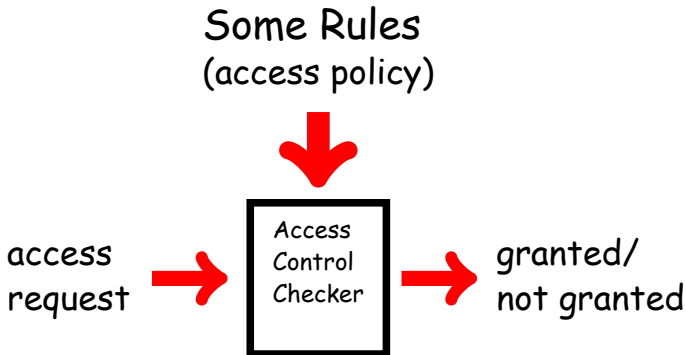 Some Rules
(access policy)
access
request
Access
Control
Checker
granted/
not granted